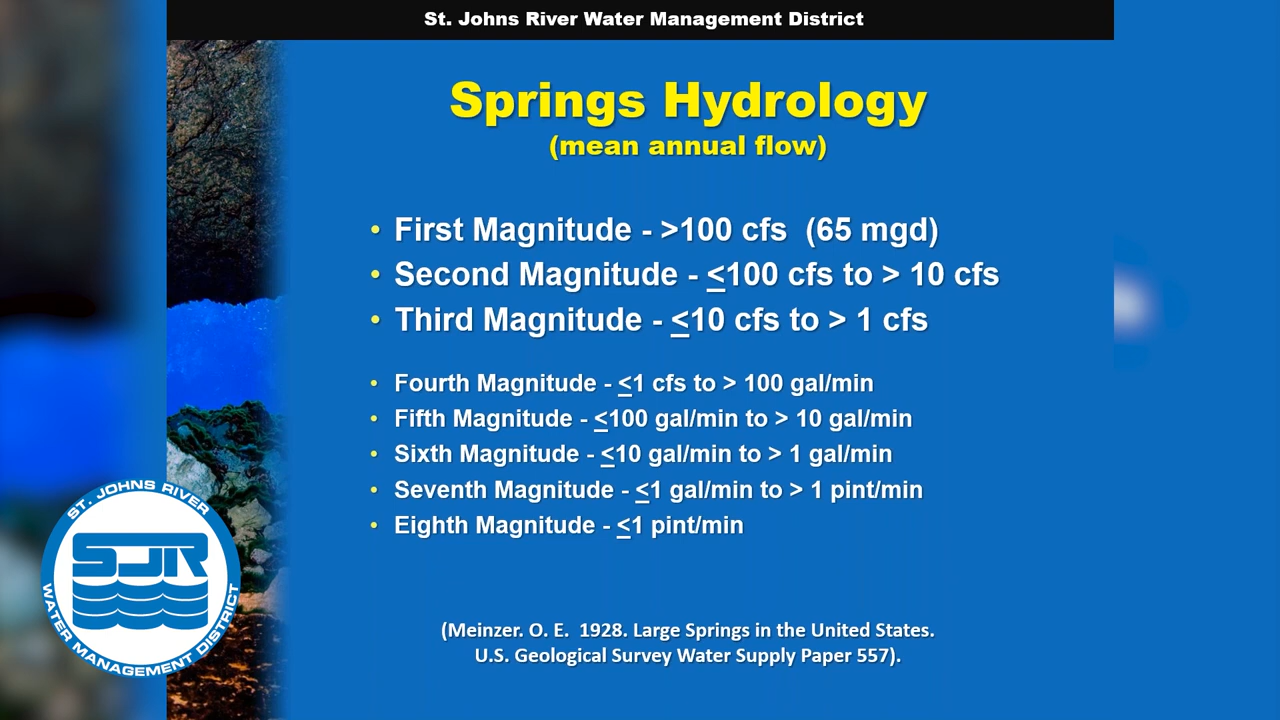 St. Johns River Water Management District
Springs Hydrology
(mean annual flow)
• First Magnitude - >100 cfs  (65 mgd)
• Second Magnitude - <100 cfs to > 10 cfs
• Third Magnitude - <10 cfs to > 1 cfs
• Fourth Magnitude - <1 cfs to > 100 gal/min
• Fifth Magnitude - <100 gal/min to > 10 gal/min
• Sixth Magnitude - <10 gal/min to > 1 gal/min
• Seventh Magnitude - <1 gal/min to > 1 pint/min
• Eighth Magnitude - <1 pint/min
(Meinzer. O. E.  1928. Large Springs in the United States.
U.S. Geological Survey Water Supply Paper 557).
ST. JOHNS RIVER
SJR
WATER MANAGEMENT DISTRICT